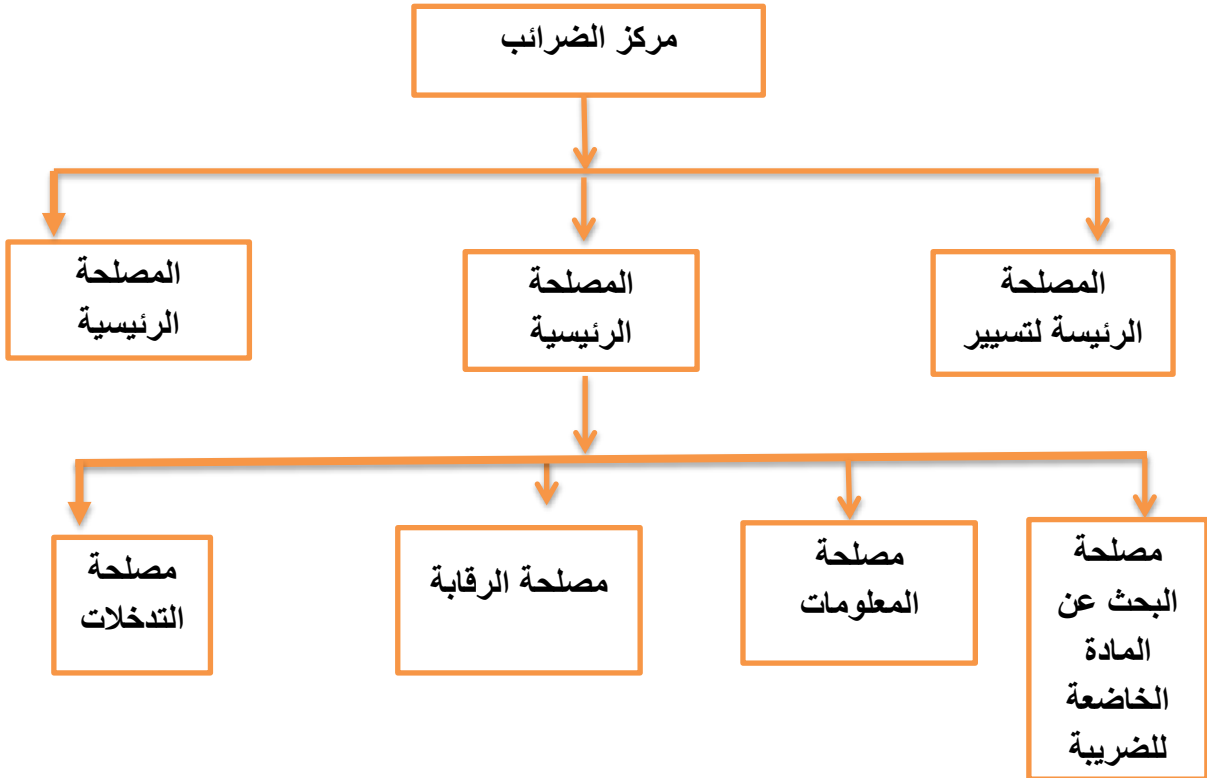 مركز الضرائب
المصلحة
الرئيسة لتسيير
المصلحة
الرئيسية
المصلحة
الرئيسية
مصلحة
البحث عن
المادة
الخاضعة
للضريبة
مصلحة
المعلومات
مصلحة الرقابة
مصلحة
التدخلات